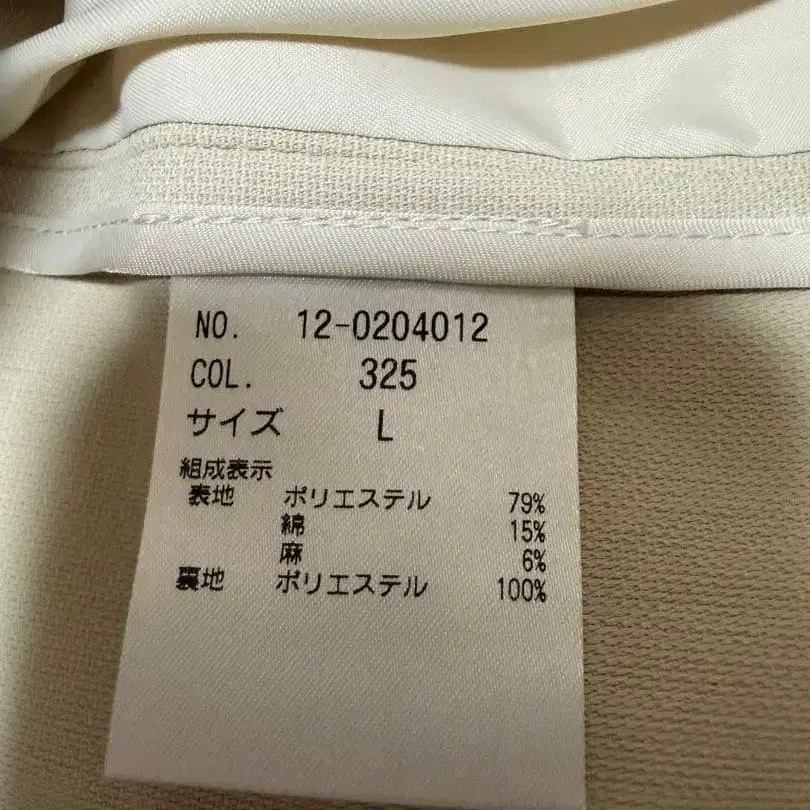 NO. 12-0204012
COL. 325
サイズ L
組成表示
表地 ポリエステル 79%
綿 15%
麻 6%
裏地 ポリエステル 100%